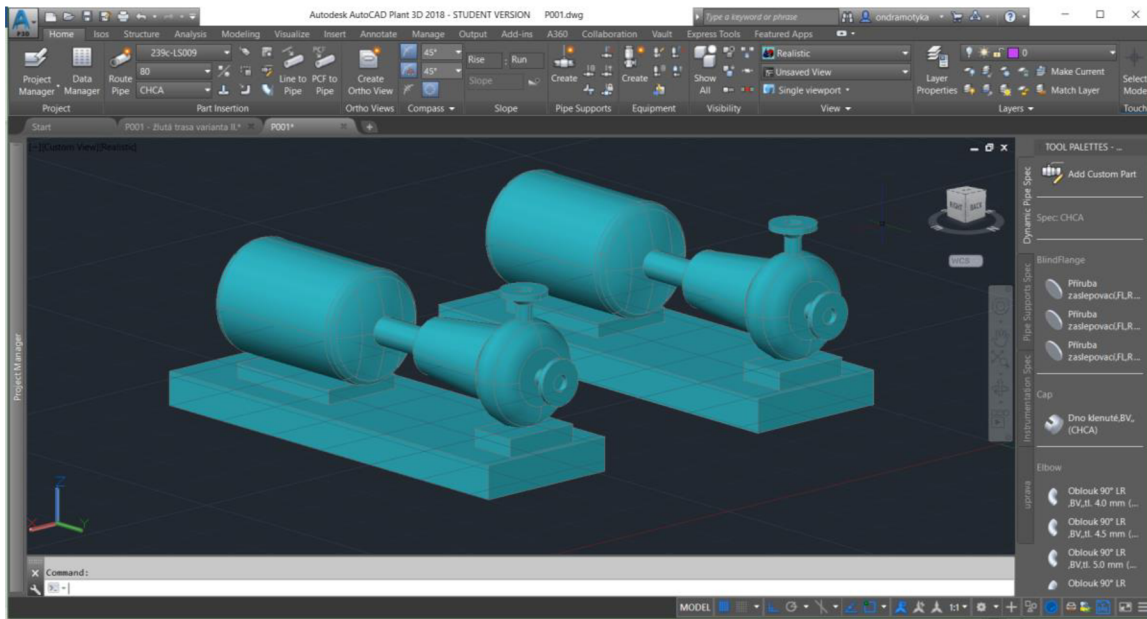 P3D
Autodesk AutoCAD Plant 3D 2018 - STUDENT VERSION P001.dwg
Type a keyword or phrase
ondramotyka
Home Isos Structure Analysis Modeling Visualize Insert Annotate Manage Output Add-ins A360 Collaboration Vault Express Tools Featured Apps
Project Manager
Data Manager
Project
Route Pipe
239c-LS009
80
CHCA
Line to Pipe
PCF to Pipe
Part Insertion
Create Ortho View
Ortho Views
45°
45°
Compass
Rise : Run
Slope
Slope
Create
Pipe Supports
Create
Equipment
Show All
Visibility
Realistic
Unsaved View
Single viewport
View
Layer Properties
0
Make Current
Match Layer
Layers
Select Mode
Touch
Start P001 - žlutá trasa varianta II.* P001*
[−][Custom View][Realistic]
RIGHT BACK
WCS
Project Manager
Z
X Y
TOOL PALETTES - ...
Dynamic Pipe Spec
Pipe Supports Spec
Instrumentation Spec
uprava
Add Custom Part
Spec: CHCA
BlindFlange
Příruba
zaslepovací,FL,R...
Příruba
zaslepovací,FL,R...
Příruba
zaslepovací,FL,R...
Cap
Dno klenuté,BV,,
(CHCA)
Elbow
Oblouk 90° LR
,BV,,tl. 4.0 mm (...
Oblouk 90° LR
,BV,,tl. 4.5 mm (...
Oblouk 90° LR
,BV,tl. 5.0 mm (...
Oblouk 90° LR
Command:
MODEL 1:1